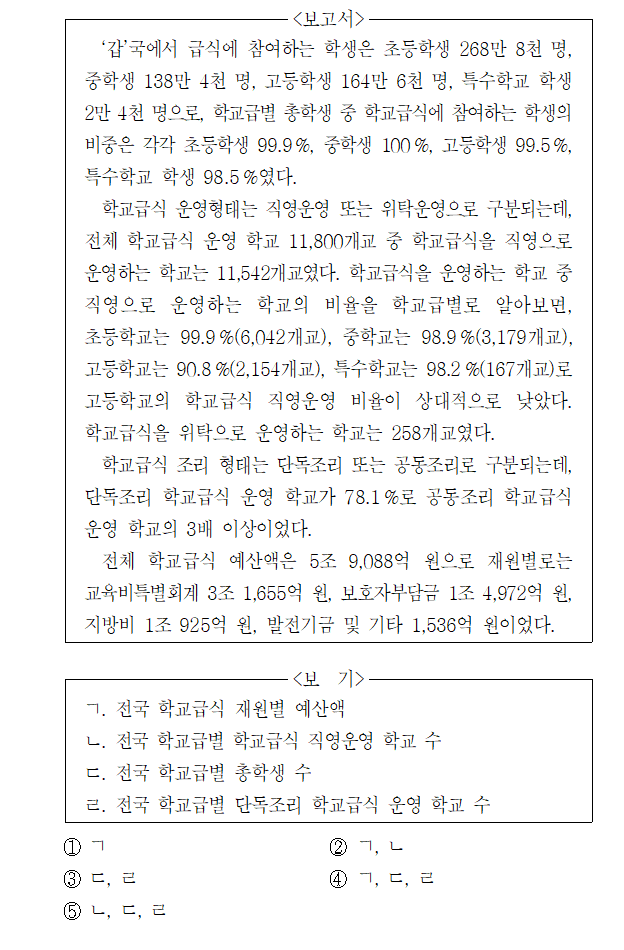 <보고서>
'갑'국에서 급식에 참여하는 학생은 초등학생 268만 8천 명,
중학생 138만 4천 명, 고등학생 164만 6천 명, 특수학교 학생
2만 4천 명으로, 학교급별 총학생 중 학교급식에 참여하는 학생의
비중은 각각 초등학생 99.9%, 중학생 100%, 고등학생 99.5%,
특수학교 학생 98.5%였다.
학교급식 운영형태는 직영운영 또는 위탁운영으로 구분되는데,
전체 학교급식 운영 학교 11,800개교 중 학교급식을 직영으로
운영하는 학교는 11,542개교였다. 학교급식을 운영하는 학교 중
직영으로 운영하는 학교의 비율을 학교급별로 알아보면,
초등학교는 99.9%(6,042개교), 중학교는 98.9%(3,179개교),
고등학교는 90.8%(2,154개교), 특수학교는 98.2%(167개교)로
고등학교의 학교급식 직영운영 비율이 상대적으로 낮았다.
학교급식을 위탁으로 운영하는 학교는 258개교였다.
학교급식 조리 형태는 단독조리 또는 공동조리로 구분되는데,
단독조리 학교급식 운영 학교가 78.1%로 공동조리 학교급식
운영 학교의 3배 이상이었다.
전체 학교급식 예산액은 5조 9,088억 원으로 재원별로는
교육비특별회계 3조 1,655억 원, 보호자부담금 1조 4,972억 원,
지방비 1조 925억 원, 발전기금 및 기타 1,536억 원이었다.
<보 기>
ㄱ. 전국 학교급식 재원별 예산액
ㄴ. 전국 학교급별 학교급식 직영운영 학교 수
ㄷ. 전국 학교급별 총학생 수
ㄹ. 전국 학교급별 단독조리 학교급식 운영 학교 수
① ㄱ ② ㄱ, ㄴ
③ ㄷ, ㄹ ④ ㄱ, ㄷ, ㄹ
⑤ ㄴ, ㄷ, ㄹ